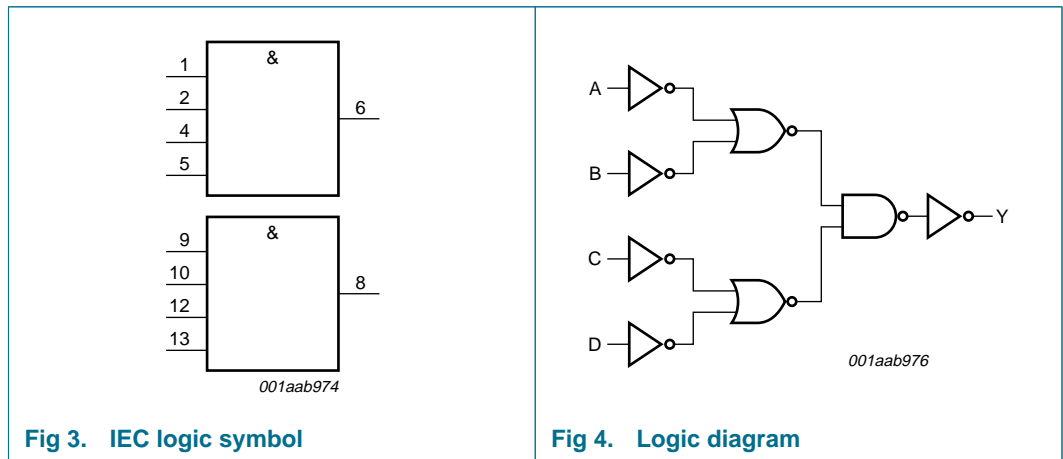 &
1
2
4
5
6
&
9
10
12
13
8
001aab974
Fig 3. IEC logic symbol
A
B
C
D
Y
001aab976
Fig 4. Logic diagram